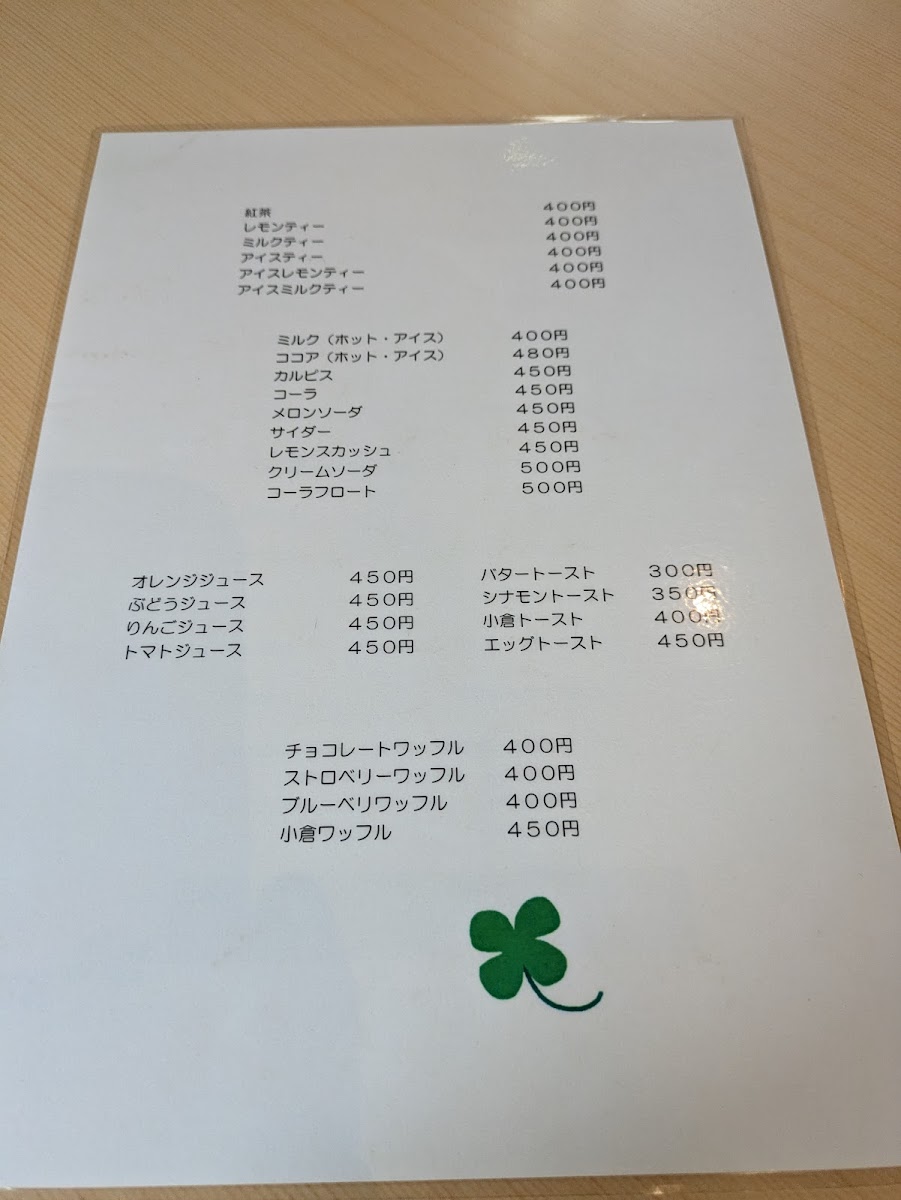 紅茶 400円
レモンティー 400円
ミルクティー 400円
アイスティー 400円
アイスレモンティー 400円
アイスミルクティー 400円
ミルク（ホット・アイス） 400円
ココア（ホット・アイス） 480円
カルピス 450円
コーラ 450円
メロンソーダ 450円
サイダー 450円
レモンスカッシュ 450円
クリームソーダ 500円
コーラフロート 500円
オレンジジュース 450円
ぶどうジュース 450円
りんごジュース 450円
トマトジュース 450円
バタートースト 300円
シナモントースト 350円
小倉トースト 400円
エッグトースト 450円
チョコレートワッフル 400円
ストロベリーワッフル 400円
ブルーベリワッフル 400円
小倉ワッフル 450円